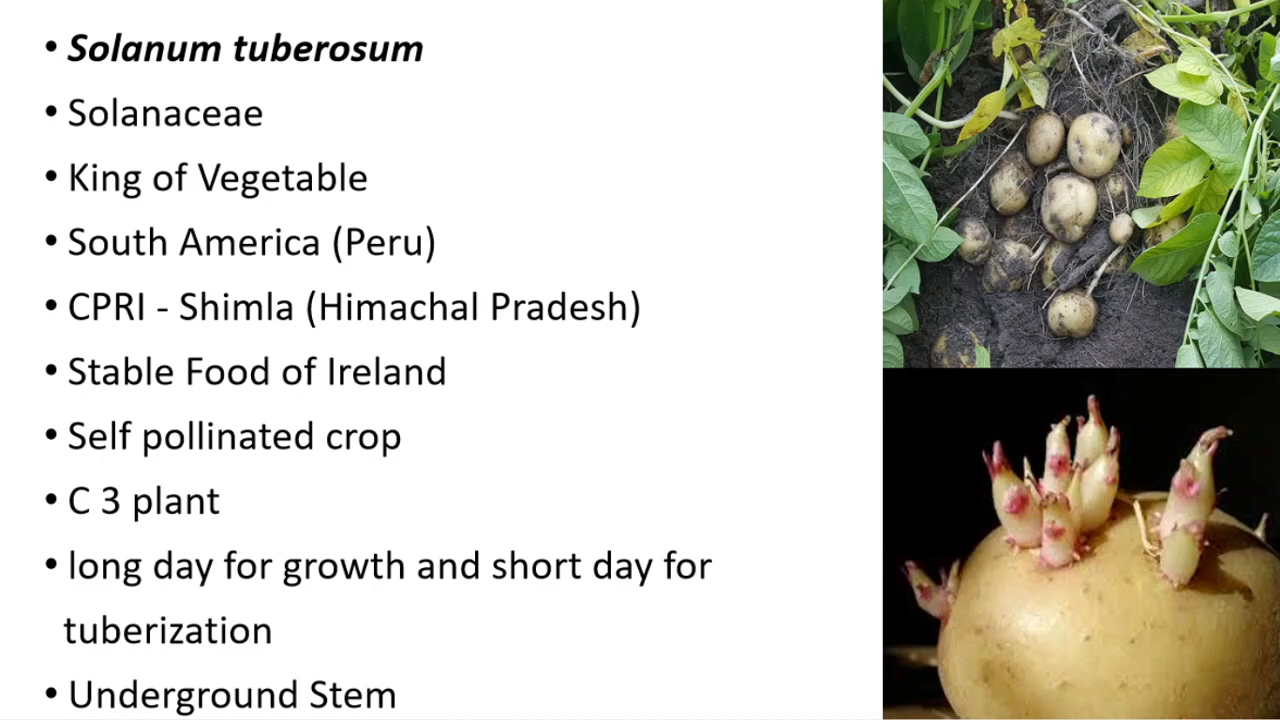 • Solanum tuberosum
• Solanaceae
• King of Vegetable
• South America (Peru)
• CPRI - Shimla (Himachal Pradesh)
• Stable Food of Ireland
• Self pollinated crop
• C 3 plant
• long day for growth and short day for
tuberization
• Underground Stem